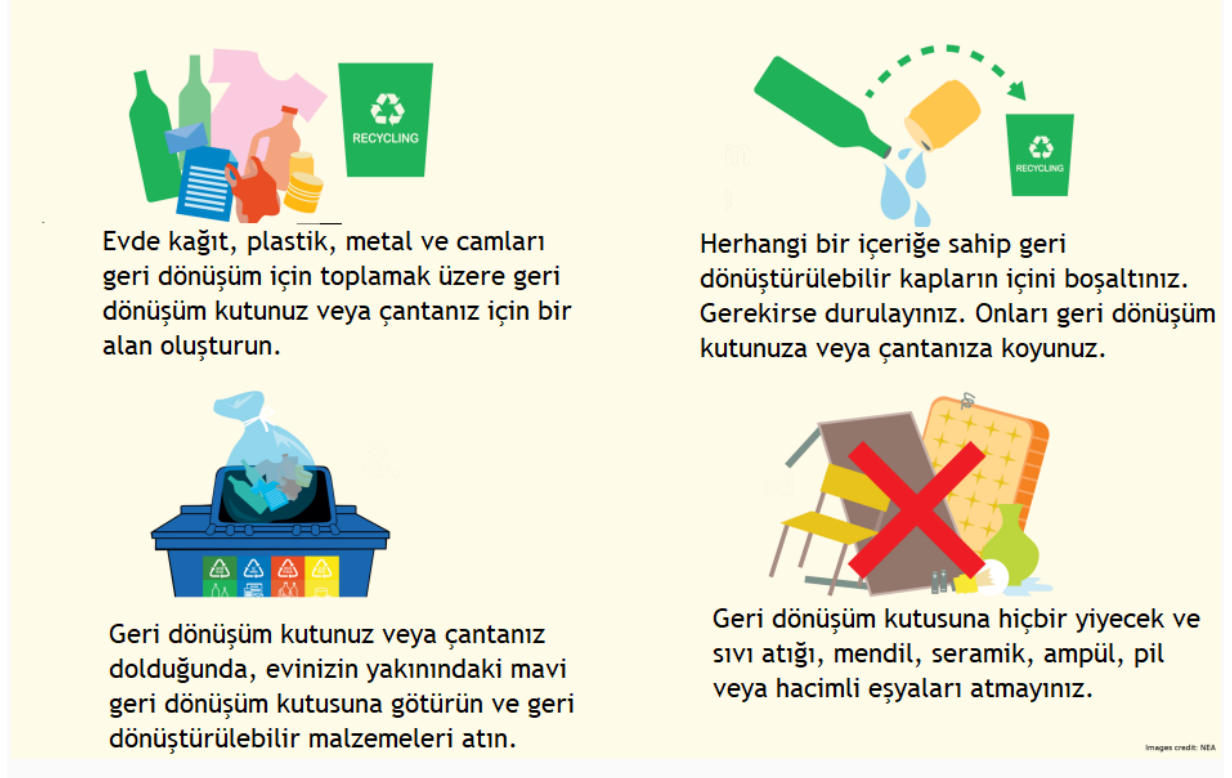 RECYCLING
Evde kağıt, plastik, metal ve camları
geri dönüşüm için toplamak üzere geri
dönüşüm kutunuz veya çantanız için bir
alan oluşturun.
RECYCLING
Herhangi bir içeriğe sahip geri
dönüştürülebilir kapların içini boşaltınız.
Gerekirse durulayınız. Onları geri dönüşüm
kutunuza veya çantanıza koyunuz.
Geri dönüşüm kutunuz veya çantanız
dolduğunda, evinizin yakınındaki mavi
geri dönüşüm kutusuna götürün ve geri
dönüştürülebilir malzemeleri atın.
Geri dönüşüm kutusuna hiçbir yiyecek ve
sıvı atığı, mendil, seramik, ampül, pil
veya hacimli eşyaları atmayınız.
Images credit: NEA